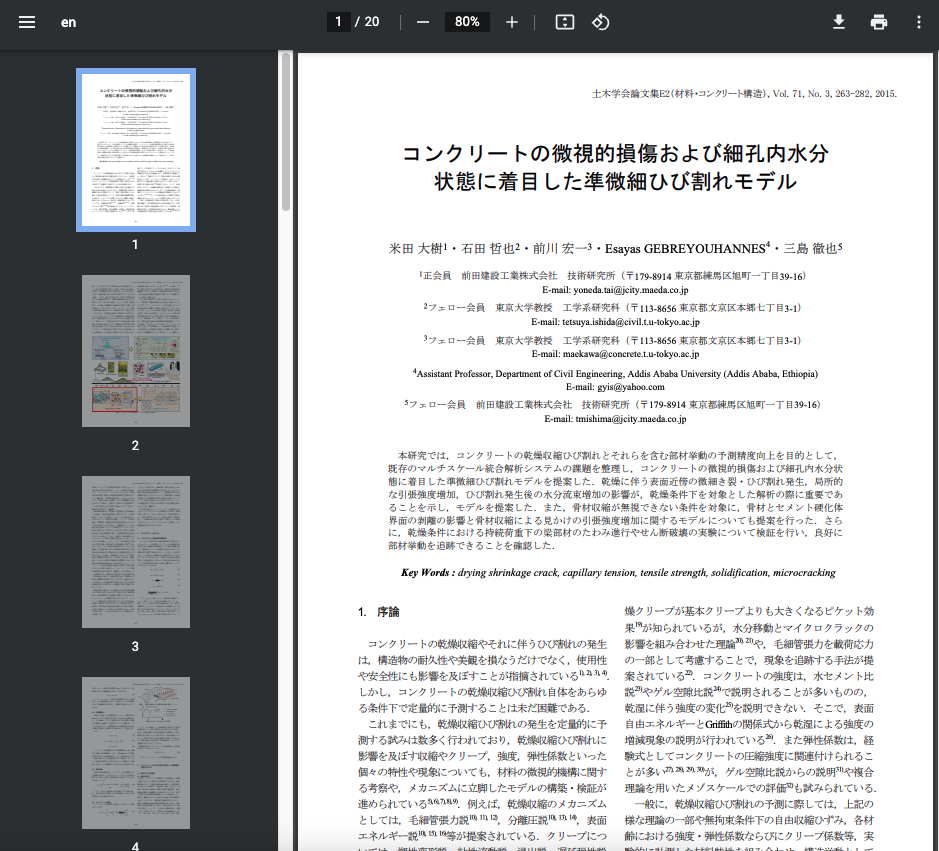 en
1 / 20
80%
1
2
3
4
土木学会論文集E2(材料・コンクリート構造), Vol. 71, No. 3, 263-282, 2015.
コンクリートの微視的損傷および細孔内水分
状態に着目した準微細ひび割れモデル
米田 大樹1・石田 哲也2・前川 宏一3・Esayas GEBREYOUHANNES4・三島 徹也5
1正会員 前田建設工業株式会社 技術研究所(〒179-8914 東京都練馬区旭町一丁目39-16)
E-mail: yoneda.tai@jcity.maeda.co.jp
2フェロー会員 東京大学教授 工学系研究科(〒113-8656 東京都文京区本郷七丁目3-1)
E-mail: tetsuya.ishida@civil.t.u-tokyo.ac.jp
3フェロー会員 東京大学教授 工学系研究科(〒113-8656 東京都文京区本郷七丁目3-1)
E-mail: maekawa@concrete.t.u-tokyo.ac.jp
4Assistant Professor, Department of Civil Engineering, Addis Ababa University (Addis Ababa, Ethiopia)
E-mail: gyis@yahoo.com
5フェロー会員 前田建設工業株式会社 技術研究所(〒179-8914 東京都練馬区旭町一丁目39-16)
E-mail: tmishima@jcity.maeda.co.jp
本研究では,コンクリートの乾燥収縮ひび割れとそれらを含む部材挙動の予測精度向上を目的として,
既存のマルチスケール統合解析システムの課題を整理し,コンクリートの微視的損傷および細孔内水分状
態に着目した準微細ひび割れモデルを提案した.乾燥に伴う表面近傍の微細き裂・ひび割れ発生,局所的
な引張強度増加,ひび割れ発生後の水分流束増加の影響が,乾燥条件下を対象とした解析の際に重要であ
ることを示し,モデルを提案した.また,骨材収縮が無視できない条件を対象に,骨材とセメント硬化体
界面の剥離の影響と骨材収縮による見かけの引張強度増加に関するモデルについても提案を行った.さら
に,乾燥条件における持続荷重下の梁部材のたわみ進行やせん断破壊の実験について検証を行い,良好に
部材挙動を追跡できることを確認した.
Key Words : drying shrinkage crack, capillary tension, tensile strength, solidification, microcracking
1. 序論
コンクリートの乾燥収縮やそれに伴うひび割れの発生
は,構造物の耐久性や美観を損なうだけでなく,使用性
や安全性にも影響を及ぼすことが指摘されている1), 2), 3), 4).
しかし,コンクリートの乾燥収縮ひび割れ自体をあらゆ
る条件下で定量的に予測することは未だ困難である.
これまでにも,乾燥収縮ひび割れの発生を定量的に予
測する試みは数多く行われており,乾燥収縮ひび割れに
影響を及ぼす収縮やクリープ,強度,弾性係数といった
個々の特性や現象についても,材料の微視的機構に関す
る考察や,メカニズムに立脚したモデルの構築・検証が
進められている5),6),7),8),9).例えば,乾燥収縮のメカニズム
としては,毛細管張力説10), 11), 12),分離圧説10), 13), 14),表面
エネルギー説10), 15), 16)等が提案されている.クリープにつ
燥クリープが基本クリープよりも大きくなるピケット効
果19)が知られているが,水分移動とマイクロクラックの
影響を組み合わせた理論20), 21)や,毛細管張力を載荷応力
の一部として考慮することで,現象を追跡する手法が提
案されている22).コンクリートの強度は,水セメント比
説23)やゲル空隙比説24)で説明されることが多いものの,
乾湿に伴う強度の変化25)を説明できない.そこで,表面
自由エネルギーとGriffithの関係式から乾湿による強度の
増減現象の説明が行われている26).また弾性係数は,経
験式としてコンクリートの圧縮強度に関連付けられるこ
とが多い27), 28), 29), 30)が,ゲル空隙比説からの説明31)や複合
理論を用いたメゾスケールでの評価32)も試みられている.
一般に,乾燥収縮ひび割れの予測に際しては,上記の
様な理論の一部や無拘束条件下の自由収縮ひずみ,各材
齢における強度・弾性係数ならびにクリープ係数等,実